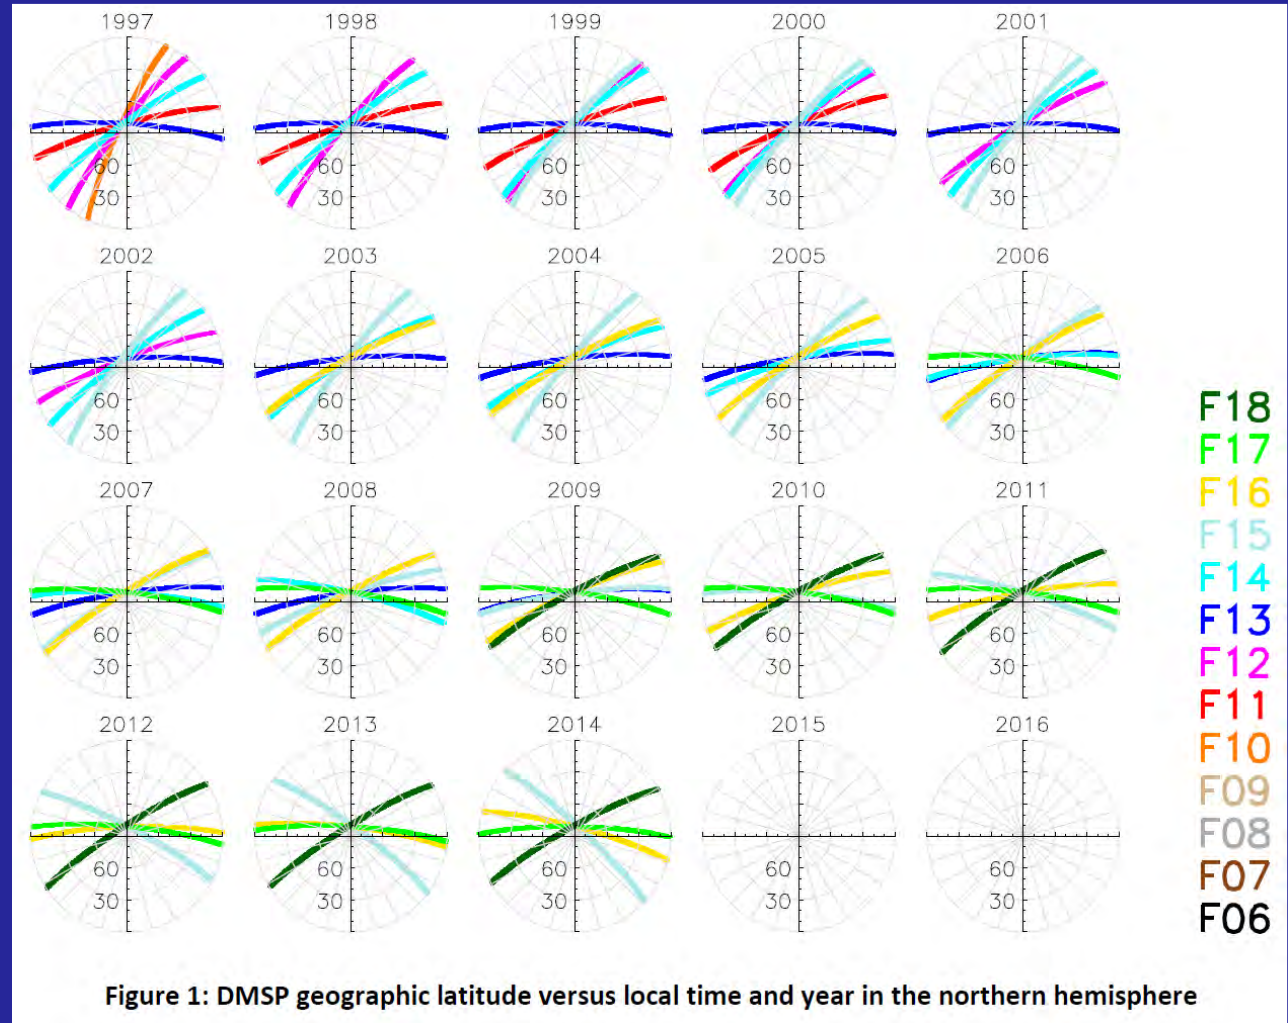 1997 1998 1999 2000 2001
60 60 60 60 60
30 30 30 30 30
2002 2003 2004 2005 2006
60 60 60 60 60
30 30 30 30 30
2007 2008 2009 2010 2011
60 60 60 60 60
30 30 30 30 30
2012 2013 2014 2015 2016
60 60 60 60 60
30 30 30 30 30
F18
F17
F16
F15
F14
F13
F12
F11
F10
F09
F08
F07
F06
Figure 1: DMSP geographic latitude versus local time and year in the northern hemisphere